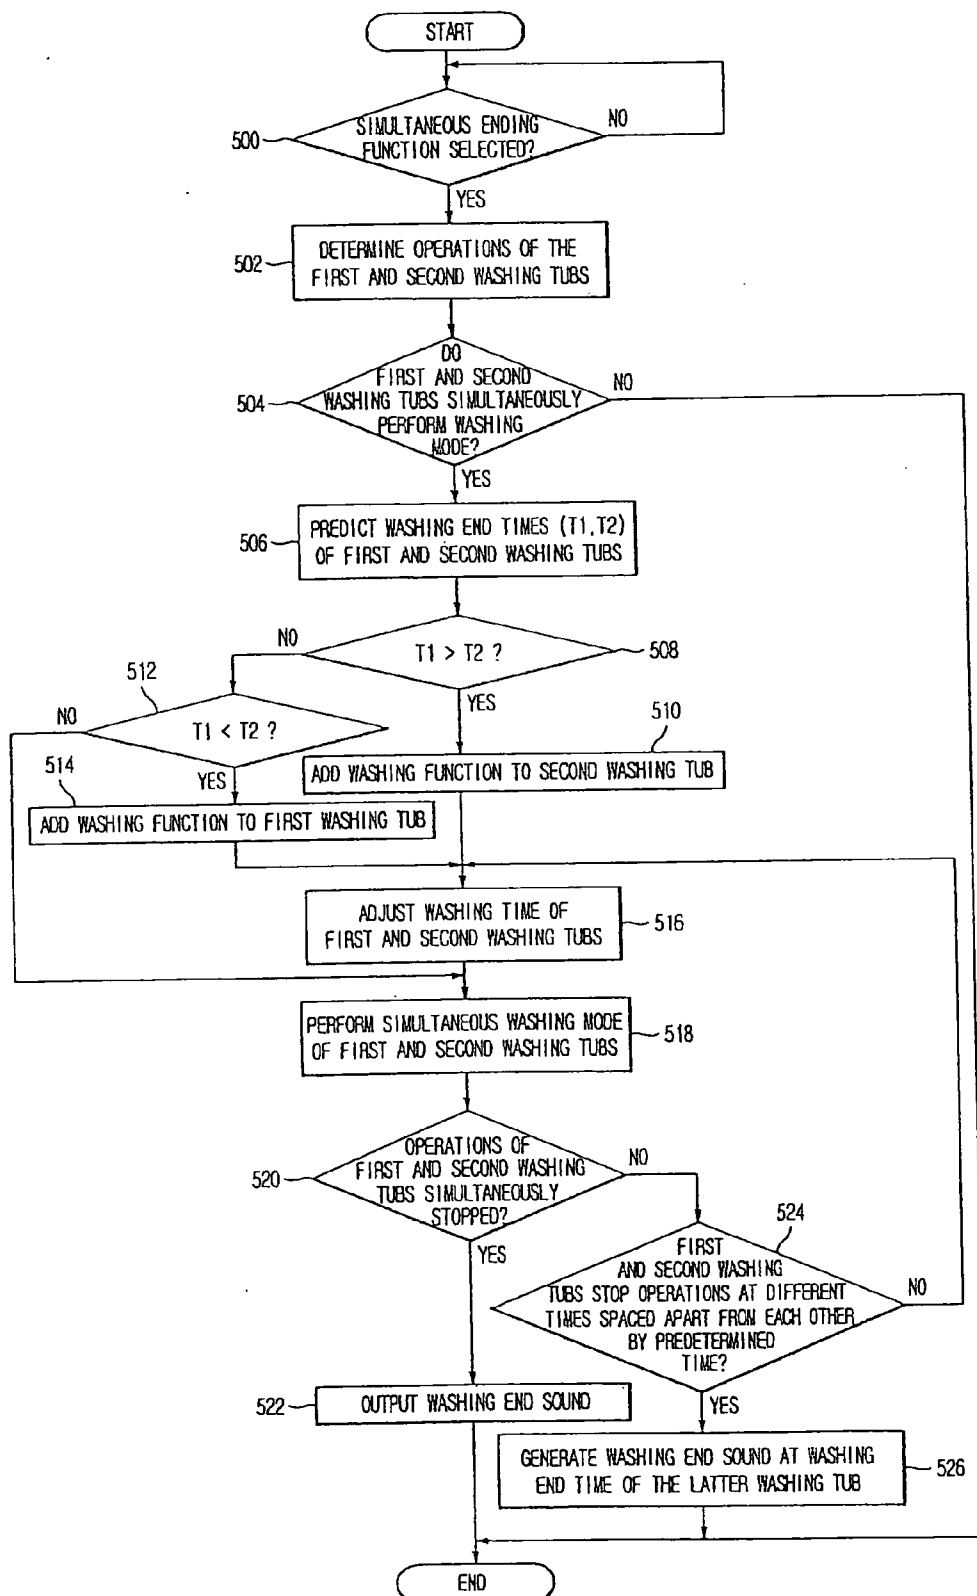 START
SIMULTANEOUS ENDING
FUNCTION SELECTED?
NO
500
YES
DETERMINE OPERATIONS OF THE
FIRST AND SECOND WASHING TUBS
502
DO
FIRST AND SECOND
WASHING TUBS SIMULTANEOUSLY
PERFORM WASHING
MODE?
NO
504
YES
PREDICT WASHING END TIMES (T1,T2)
OF FIRST AND SECOND WASHING TUBS
506
NO
T1 > T2 ?
508
512
YES
NO
T1 < T2 ?
510
514
YES
ADD WASHING FUNCTION TO SECOND WASHING TUB
ADD WASHING FUNCTION TO FIRST WASHING TUB
ADJUST WASHING TIME OF
FIRST AND SECOND WASHING TUBS
516
PERFORM SIMULTANEOUS WASHING MODE
OF FIRST AND SECOND WASHING TUBS
518
OPERATIONS OF
FIRST AND SECOND WASHING
TUBS SIMULTANEOUSLY
STOPPED?
NO
520
524
YES
FIRST
AND SECOND WASHING
TUBS STOP OPERATIONS AT DIFFERENT
TIMES SPACED APART FROM EACH OTHER
BY PREDETERMINED
TIME?
NO
522
OUTPUT WASHING END SOUND
YES
GENERATE WASHING END SOUND AT WASHING
END TIME OF THE LATTER WASHING TUB
526
END